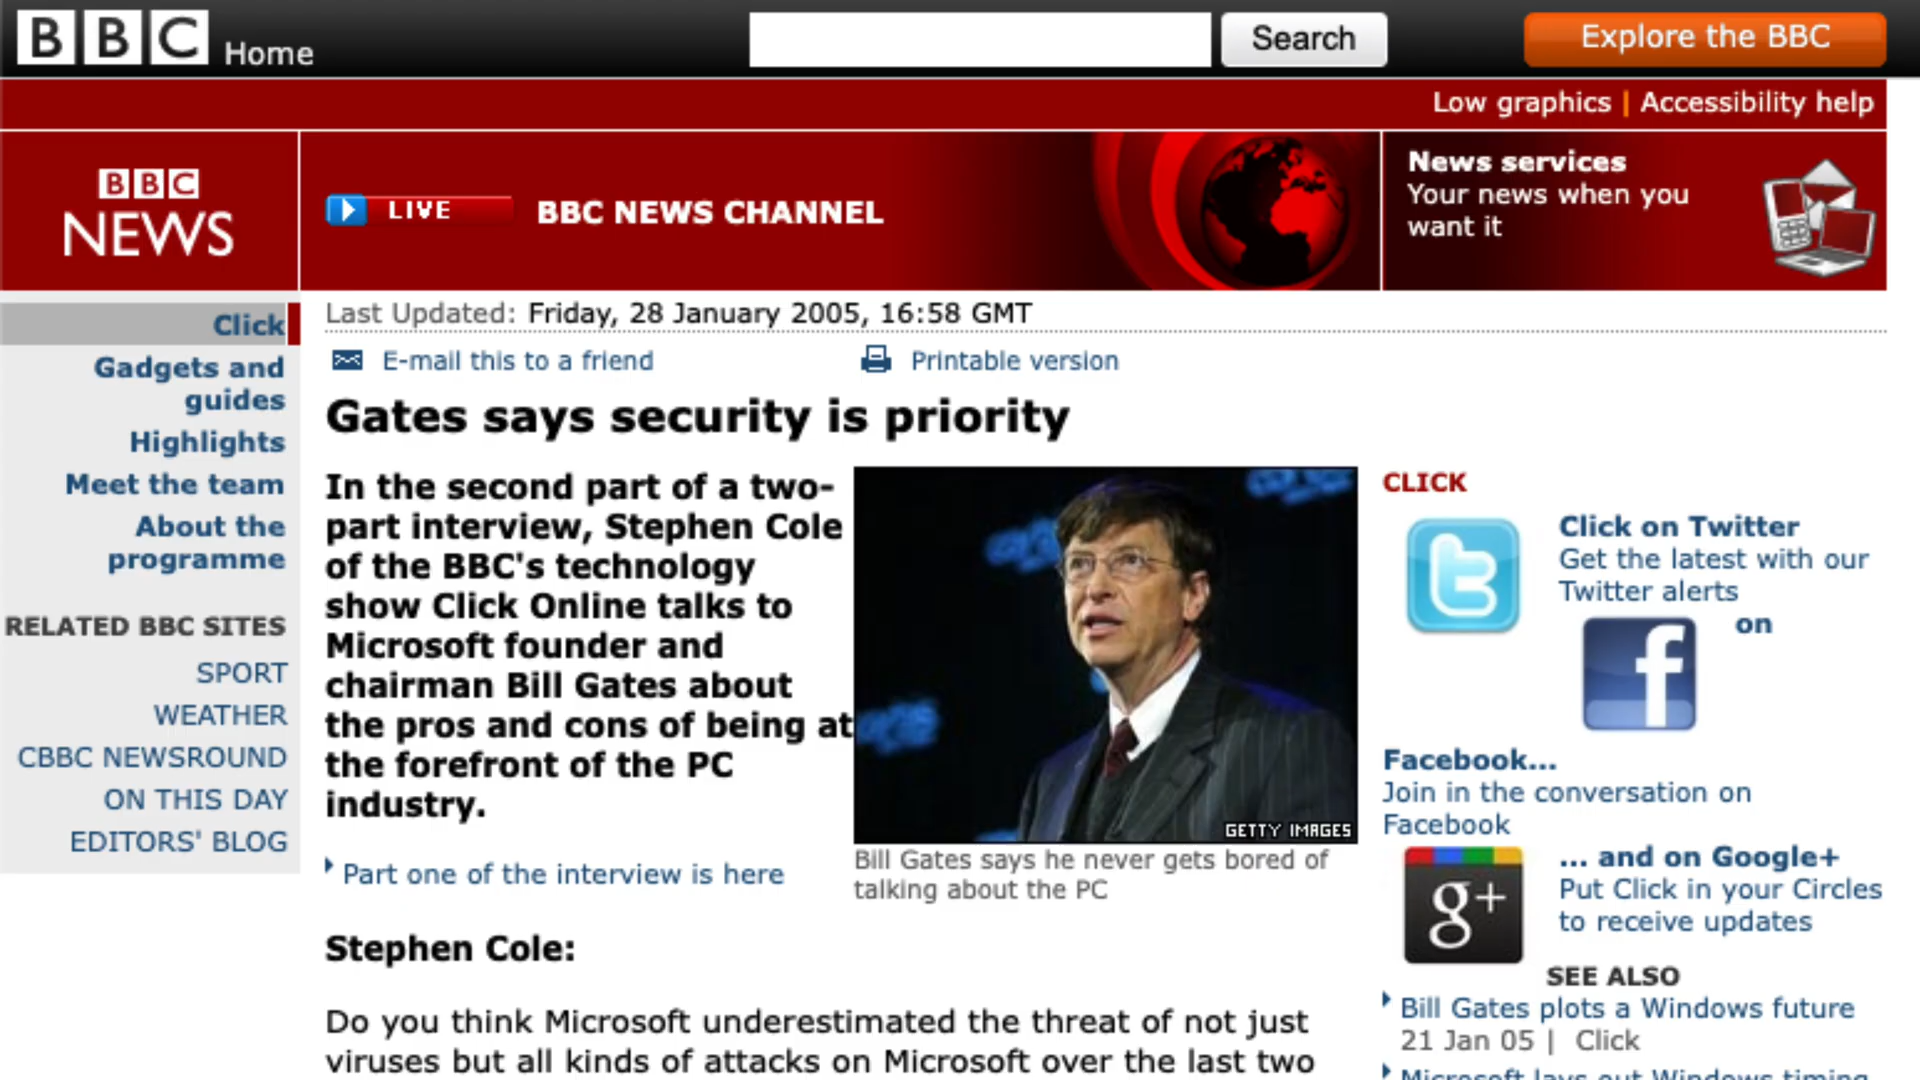 BBC Home
Search
Explore the BBC
Low graphics | Accessibility help
BBC
NEWS
LIVE
BBC NEWS CHANNEL
News services
Your news when you
want it
Click
Gadgets and
guides
Highlights
Meet the team
About the
programme
RELATED BBC SITES
SPORT
WEATHER
CBBC NEWSROUND
ON THIS DAY
EDITORS' BLOG
Last Updated: Friday, 28 January 2005, 16:58 GMT
E-mail this to a friend
Printable version
Gates says security is priority
In the second part of a two-
part interview, Stephen Cole
of the BBC's technology
show Click Online talks to
Microsoft founder and
chairman Bill Gates about
the pros and cons of being at
the forefront of the PC
industry.
GETTY IMAGES
Bill Gates says he never gets bored of
talking about the PC
Part one of the interview is here
Stephen Cole:
Do you think Microsoft underestimated the threat of not just
viruses but all kinds of attacks on Microsoft over the last two
CLICK
t
Click on Twitter
Get the latest with our
Twitter alerts
on
f
Facebook...
Join in the conversation on
Facebook
g+
... and on Google+
Put Click in your Circles
to receive updates
SEE ALSO
Bill Gates plots a Windows future
21 Jan 05 | Click
Microsoft lays out Windows timing